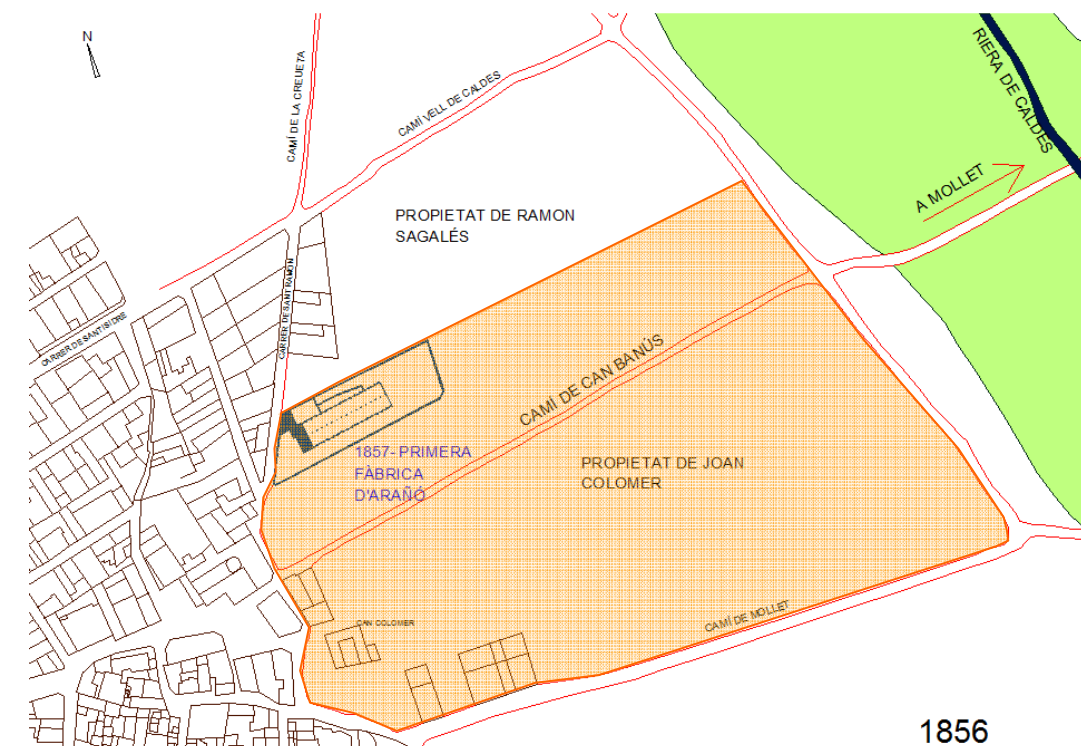 N
CAMÍ DE LA CREUETA
CAMÍ VELL DE CALDES
RIERA DE CALDES
A MOLLET
PROPIETAT DE RAMON
SAGALÉS
CARRER DE SANT RAMÓN
CARRER DE SANT ISIDRE
CAMÍ DE CAN BANÚS
1857- PRIMERA
FÀBRICA
D'ARAÑÓ
PROPIETAT DE JOAN
COLOMER
CAN COLOMER
CAMÍ DE MOLLET
1856